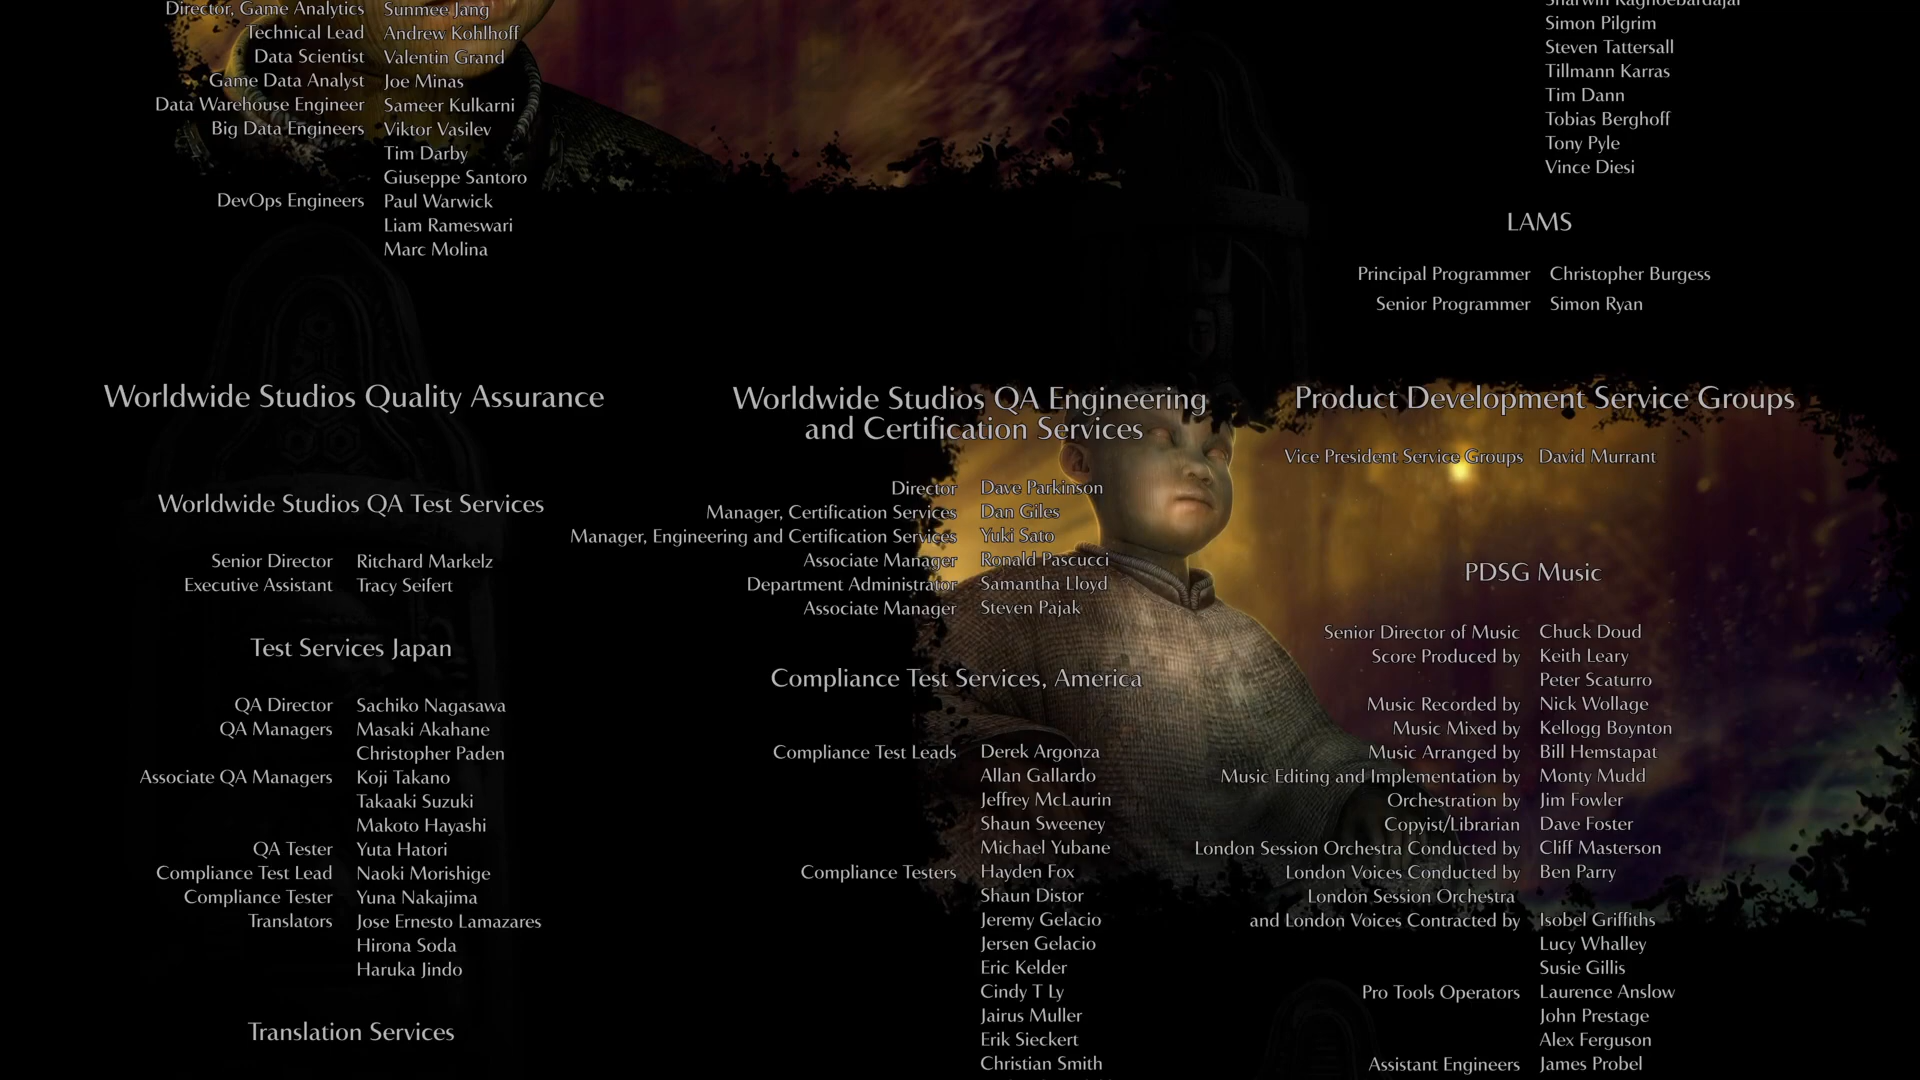 Director, Game Analytics Sunmee Jang
Technical Lead Andrew Kohlhoff
Data Scientist Valentin Grand
Game Data Analyst Joe Minas
Data Warehouse Engineer Sameer Kulkarni
Big Data Engineers Viktor Vasilev
Tim Darby
Giuseppe Santoro
DevOps Engineers Paul Warwick
Liam Rameswari
Marc Molina
Worldwide Studios Quality Assurance
Worldwide Studios QA Test Services
Senior Director Ritchard Markelz
Executive Assistant Tracy Seifert
Test Services Japan
QA Director Sachiko Nagasawa
QA Managers Masaki Akahane
Christopher Paden
Associate QA Managers Koji Takano
Takaaki Suzuki
Makoto Hayashi
QA Tester Yuta Hatori
Compliance Test Lead Naoki Morishige
Compliance Tester Yuna Nakajima
Translators Jose Ernesto Lamazares
Hirona Soda
Haruka Jindo
Translation Services
Worldwide Studios QA Engineering
and Certification Services
Director Dave Parkinson
Manager, Certification Services Dan Giles
Manager, Engineering and Certification Services Yuki Sato
Associate Manager Ronald Pascucci
Department Administrator Samantha Lloyd
Associate Manager Steven Pajak
Compliance Test Services, America
Compliance Test Leads Derek Argonza
Allan Gallardo
Jeffrey McLaurin
Shaun Sweeney
Michael Yubane
Compliance Testers Hayden Fox
Shaun Distor
Jeremy Gelacio
Jersen Gelacio
Eric Kelder
Cindy T Ly
Jairus Muller
Erik Sieckert
Christian Smith
Sharwin Raghoebardajal
Simon Pilgrim
Steven Tattersall
Tillmann Karras
Tim Dann
Tobias Berghoff
Tony Pyle
Vince Diesi
LAMS
Principal Programmer Christopher Burgess
Senior Programmer Simon Ryan
Product Development Service Groups
Vice President Service Groups David Murrant
PDSG Music
Senior Director of Music Chuck Doud
Score Produced by Keith Leary
Peter Scaturro
Music Recorded by Nick Wollage
Music Mixed by Kellogg Boynton
Music Arranged by Bill Hemstapat
Music Editing and Implementation by Monty Mudd
Orchestration by Jim Fowler
Copyist/Librarian Dave Foster
London Session Orchestra Conducted by Cliff Masterson
London Voices Conducted by Ben Parry
London Session Orchestra
and London Voices Contracted by Isobel Griffiths
Lucy Whalley
Susie Gillis
Pro Tools Operators Laurence Anslow
John Prestage
Alex Ferguson
Assistant Engineers James Probel